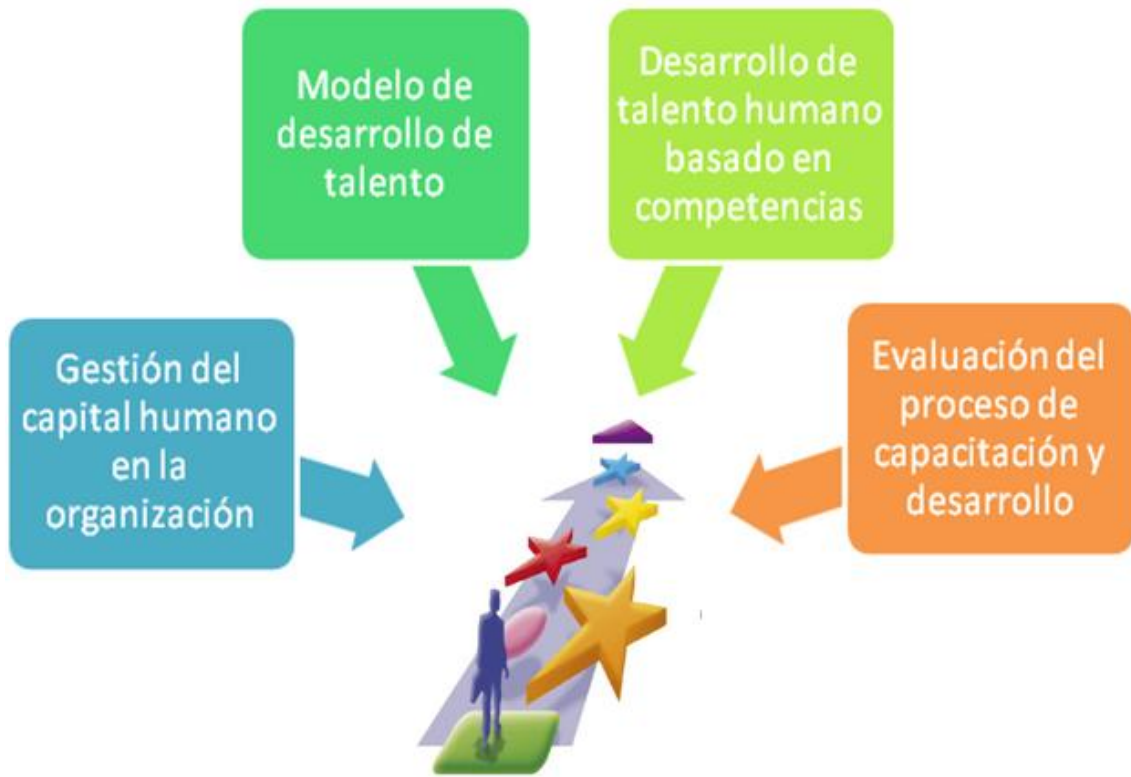 Modelo de
desarrollo de
talento
Desarrollo de
talento humano
basado en
competencias
Gestión del
capital humano
en la
organización
Evaluación del
proceso de
capacitación y
desarrollo